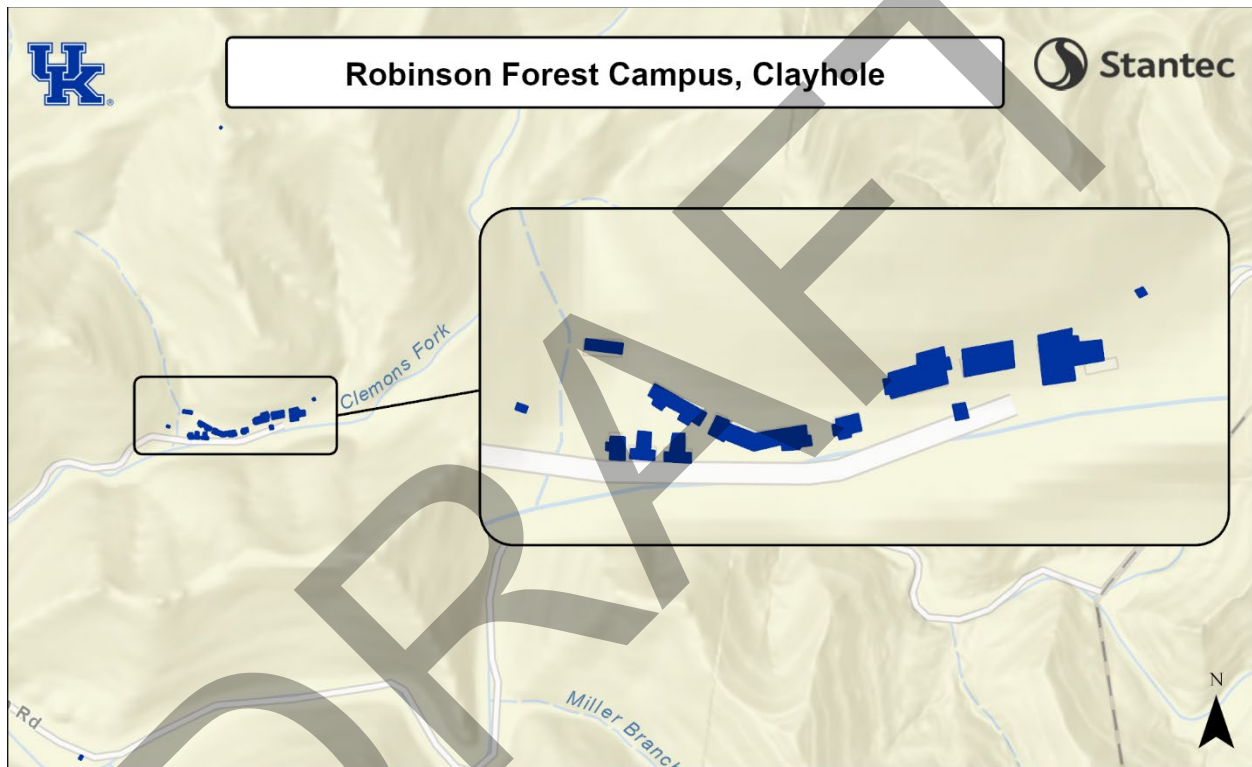 UK
Robinson Forest Campus, Clayhole
Stantec
Clemons Fork
DRAFT
Rd
Miller Branch
N